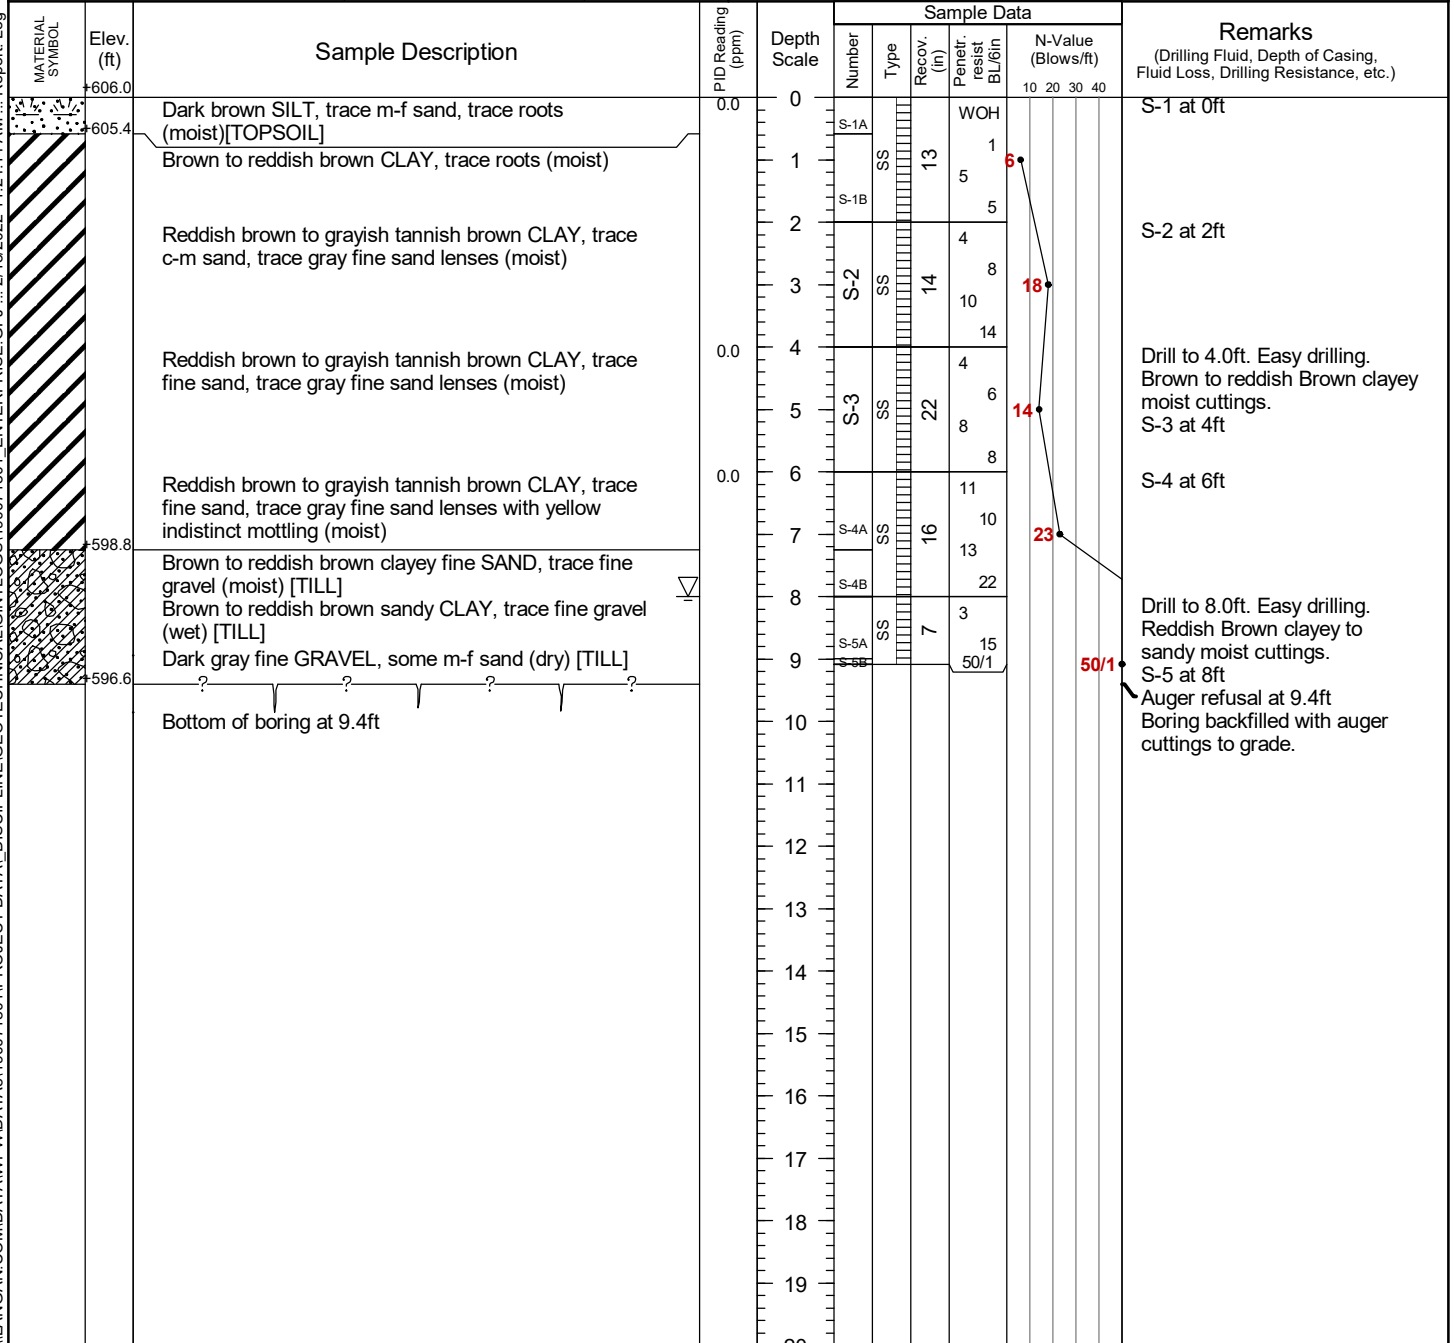 Sample Data
MATERIAL
SYMBOL
Elev.
(ft)
+606.0
Sample Description
PID Reading
(ppm)
Depth
Scale
Number
Type
Recov.
(in)
Penetr.
resist
BL/6in
N-Value
(Blows/ft)
10 20 30 40
Remarks
(Drilling Fluid, Depth of Casing,
Fluid Loss, Drilling Resistance, etc.)
Dark brown SILT, trace m-f sand, trace roots
(moist)[TOPSOIL]
+605.4
Brown to reddish brown CLAY, trace roots (moist)
Reddish brown to grayish tannish brown CLAY, trace
c-m sand, trace gray fine sand lenses (moist)
Reddish brown to grayish tannish brown CLAY, trace
fine sand, trace gray fine sand lenses (moist)
Reddish brown to grayish tannish brown CLAY, trace
fine sand, trace gray fine sand lenses with yellow
indistinct mottling (moist)
+598.8
Brown to reddish brown clayey fine SAND, trace fine
gravel (moist) [TILL]
Brown to reddish brown sandy CLAY, trace fine gravel
(wet) [TILL]
Dark gray fine GRAVEL, some m-f sand (dry) [TILL]
+596.6
? ? ? ?
Bottom of boring at 9.4ft
0.0
0.0
0.0
0
1
2
3
4
5
6
7
8
9
10
11
12
13
14
15
16
17
18
19
S-1A
S-1B
SS
13
WOH
1
5
5
6
S-2
SS
14
4
8
10
14
18
S-3
SS
22
4
6
8
8
14
S-4A
S-4B
SS
16
11
10
13
22
23
S-5A
S-5B
SS
7
3
15
50/1
50/1
S-1 at 0ft
S-2 at 2ft
Drill to 4.0ft. Easy drilling.
Brown to reddish Brown clayey
moist cuttings.
S-3 at 4ft
S-4 at 6ft
Drill to 8.0ft. Easy drilling.
Reddish Brown clayey to
sandy moist cuttings.
S-5 at 8ft
Auger refusal at 9.4ft
Boring backfilled with auger
cuttings to grade.